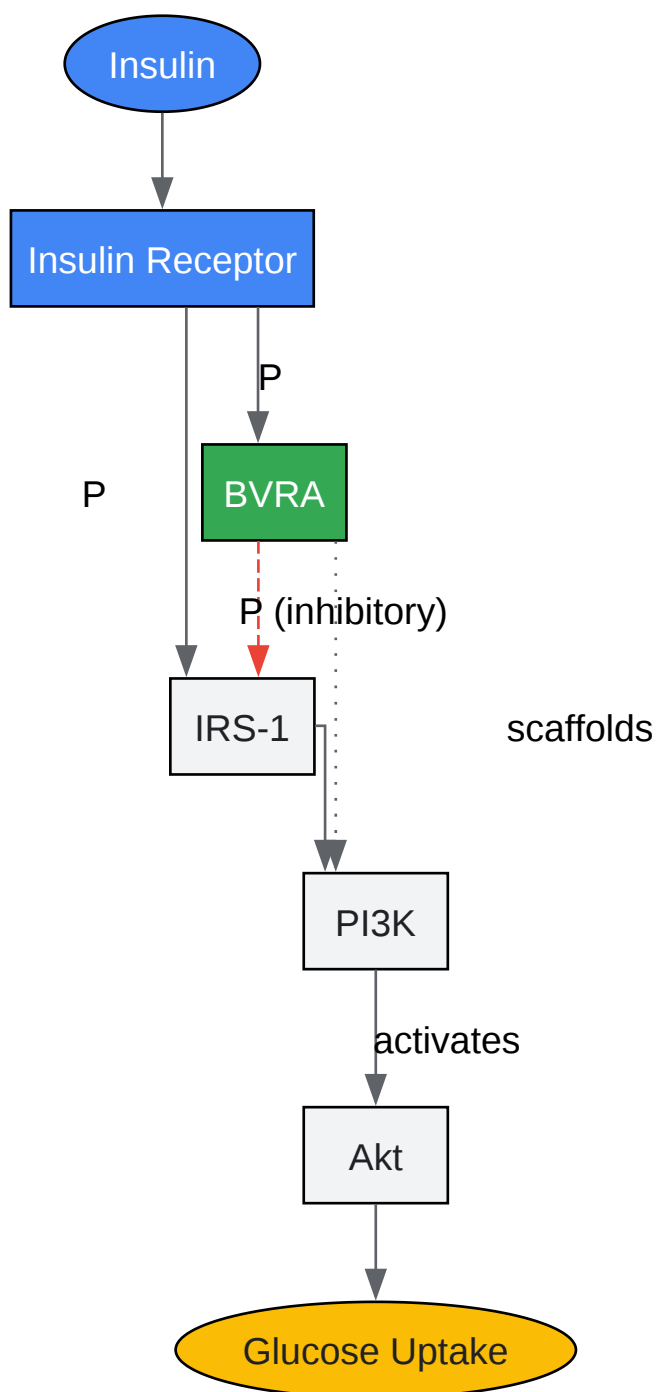 Insulin
Insulin Receptor
P
BVRA
P
P (inhibitory)
IRS-1
scaffolds
PI3K
activates
Akt
Glucose Uptake